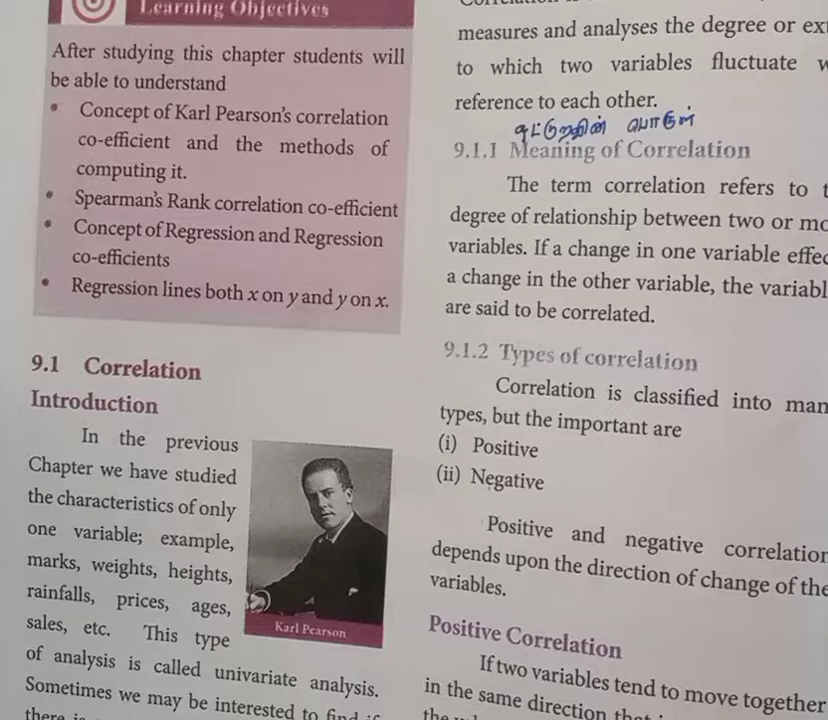 Learning Objectives
After studying this chapter students will
be able to understand
• Concept of Karl Pearson's correlation
co-efficient and the methods of
computing it.
• Spearman's Rank correlation co-efficient
• Concept of Regression and Regression
co-efficients
• Regression lines both x on y and y on x.
9.1 Correlation
Introduction
In the previous
Chapter we have studied
the characteristics of only
one variable; example,
marks, weights, heights,
rainfalls, prices, ages,
sales, etc. This type
of analysis is called univariate analysis.
Sometimes we may be interested to find if
there is
Karl Pearson
measures and analyses the degree or
to which two variables fluctuate
reference to each other.
பொருள்
9.1.1 Meaning of Correlation
The term correlation refers to
degree of relationship between two or
variables. If a change in one variable
a change in the other variable, the
are said to be correlated.
9.1.2 Types of correlation
Correlation is classified into
types, but the important are
(i) Positive
(ii) Negative
Positive and negative correlation
depends upon the direction of change of the
variables.
Positive Correlation
If two variables tend to move together
in the same direction that
the